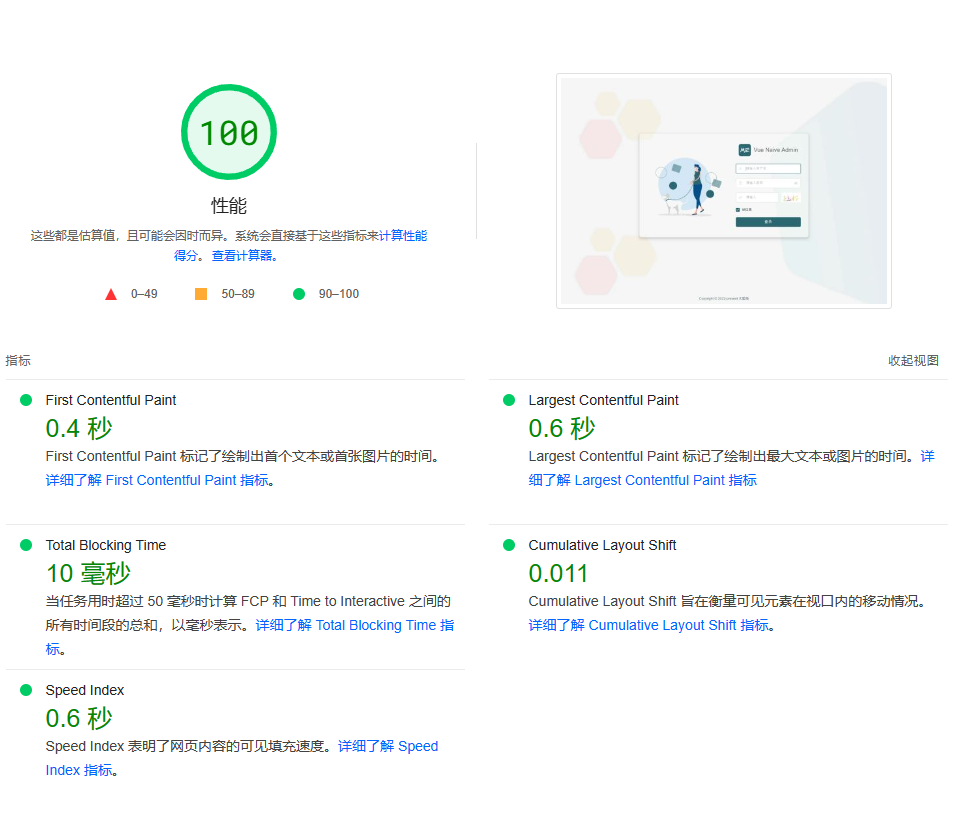 100
性能
这些都是估算值，且可能会因时而异。系统会直接基于这些指标来计算性能
得分。查看计算器。
0–49
50–89
90–100
Vue Naive Admin
指标
收起视图
First Contentful Paint
0.4 秒
First Contentful Paint 标记了绘制出首个文本或首张图片的时间。
详细了解 First Contentful Paint 指标。
Largest Contentful Paint
0.6 秒
Largest Contentful Paint 标记了绘制出最大文本或图片的时间。详
细了解 Largest Contentful Paint 指标
Total Blocking Time
10 毫秒
当任务用时超过 50 毫秒时计算 FCP 和 Time to Interactive 之间的
所有时间段的总和，以毫秒表示。详细了解 Total Blocking Time 指
标。
Cumulative Layout Shift
0.011
Cumulative Layout Shift 旨在衡量可见元素在视口内的移动情况。
详细了解 Cumulative Layout Shift 指标。
Speed Index
0.6 秒
Speed Index 表明了网页内容的可见填充速度。详细了解 Speed
Index 指标。